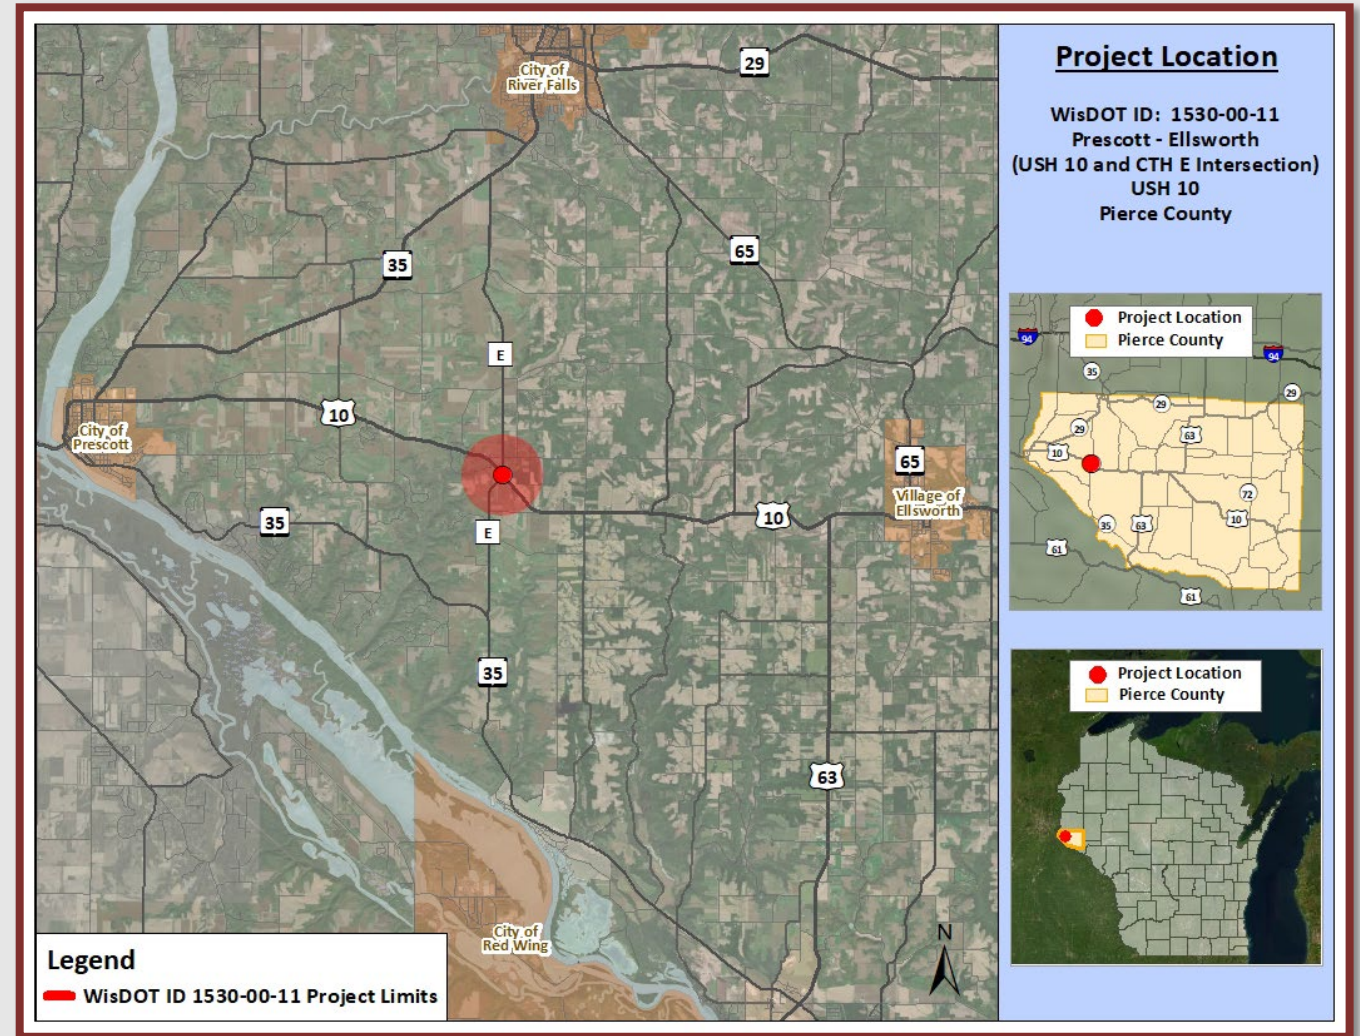 City of
River Falls
29
35
65
E
10
City of
Prescott
65
Village of
Ellsworth
10
35
E
35
63
City of
Red Wing
N
Legend
WisDOT ID 1530-00-11 Project Limits
Project Location
WisDOT ID: 1530-00-11
Prescott - Ellsworth
(USH 10 and CTH E Intersection)
USH 10
Pierce County
Project Location
Pierce County
94
94
35
29
29
29
63
10
72
35
63
10
61
61
Project Location
Pierce County